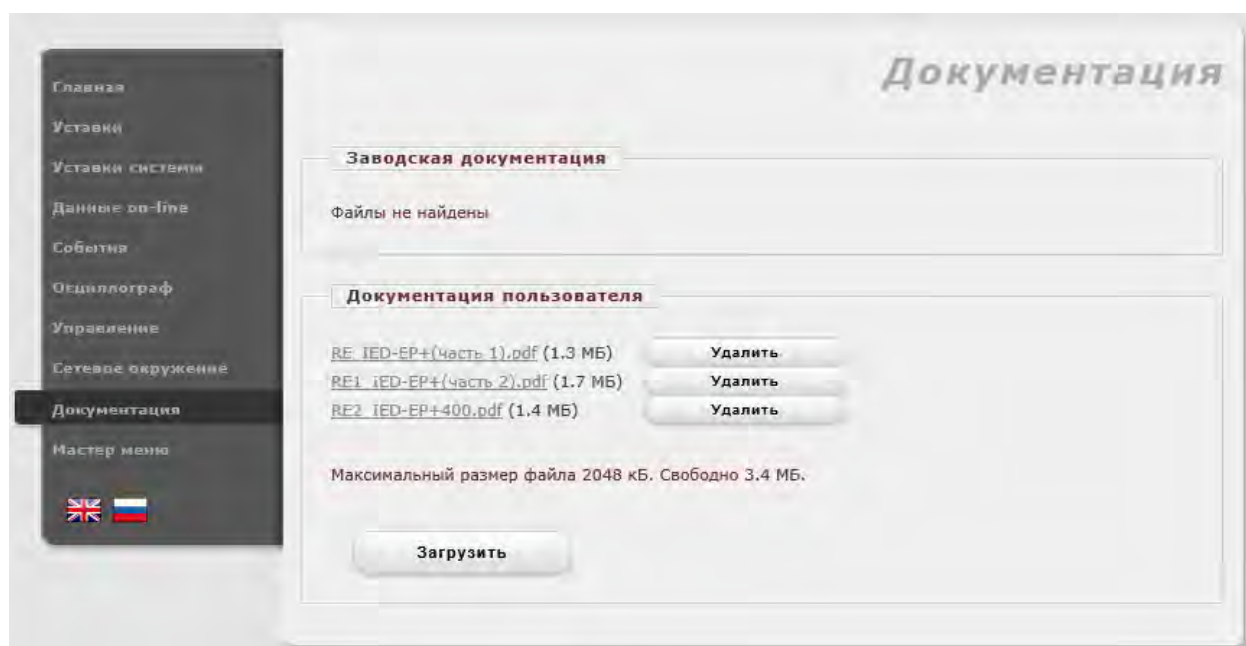 Документация
Главная
Уставки
Уставки системы
Данные on-line
События
Осциллограф
Управление
Сетевое окружение
Документация
Мастер меню
Заводская документация
Файлы не найдены
Документация пользователя
RE_IED-EP+(часть 1).pdf (1.3 МБ) Удалить
RE1_iED-EP+(часть 2).pdf (1.7 МБ) Удалить
RE2_IED-EP+400.pdf (1.4 МБ) Удалить
Максимальный размер файла 2048 кБ. Свободно 3.4 МБ.
Загрузить